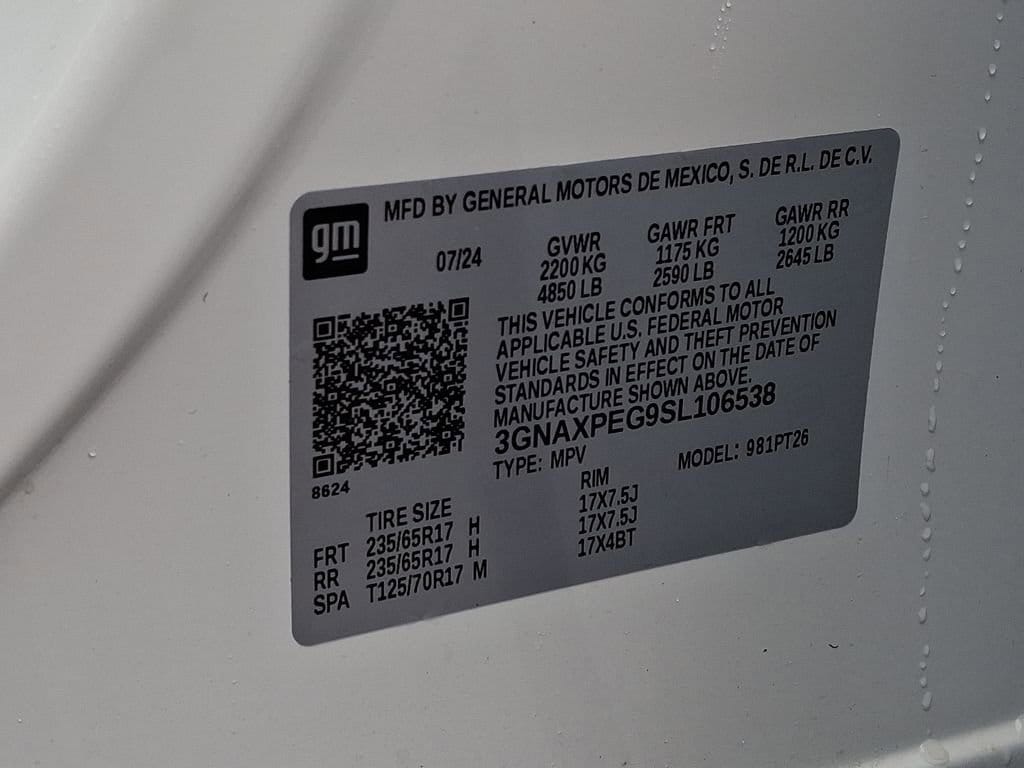 gm
MFD BY GENERAL MOTORS DE MEXICO, S. DE R.L. DE C.V.
07/24 GVWR GAWR FRT GAWR RR
2200 KG 1175 KG 1200 KG
4850 LB 2590 LB 2645 LB
THIS VEHICLE CONFORMS TO ALL
APPLICABLE U.S. FEDERAL MOTOR
VEHICLE SAFETY AND THEFT PREVENTION
STANDARDS IN EFFECT ON THE DATE OF
MANUFACTURE SHOWN ABOVE.
3GNAXPEG9SL106538
TYPE: MPV MODEL: 981PT26
8624
TIRE SIZE RIM
FRT 235/65R17 H 17X7.5J
RR 235/65R17 H 17X7.5J
SPA T125/70R17 M 17X4BT